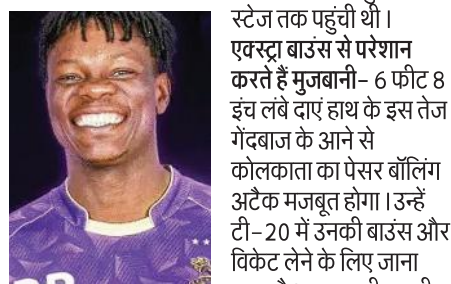 स्टेज तक पहुंची थी।
एक्स्ट्रा बाउंस से परेशान
करते हैं मुजबानी– 6 फीट 8
इंच लंबे दाएं हाथ के इस तेज
गेंदबाज के आने से
कोलकाता का पेसर बॉलिंग
अटैक मजबूत होगा। उन्हें
टी–20 में उनकी बाउंस और
विकेट लेने के लिए जाना